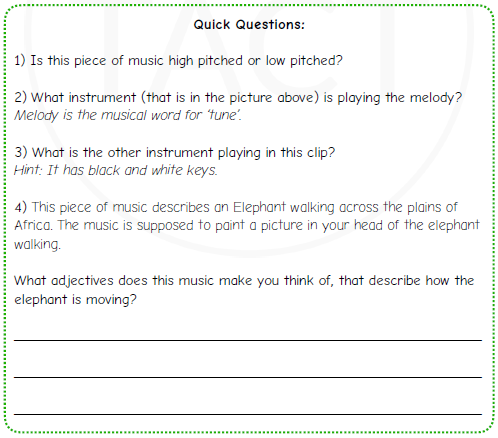 Quick Questions:
1) Is this piece of music high pitched or low pitched?
2) What instrument (that is in the picture above) is playing the melody?
Melody is the musical word for ‘tune’.
3) What is the other instrument playing in this clip?
Hint: It has black and white keys.
4) This piece of music describes an Elephant walking across the plains of
Africa. The music is supposed to paint a picture in your head of the elephant
walking.
What adjectives does this music make you think of, that describe how the
elephant is moving?